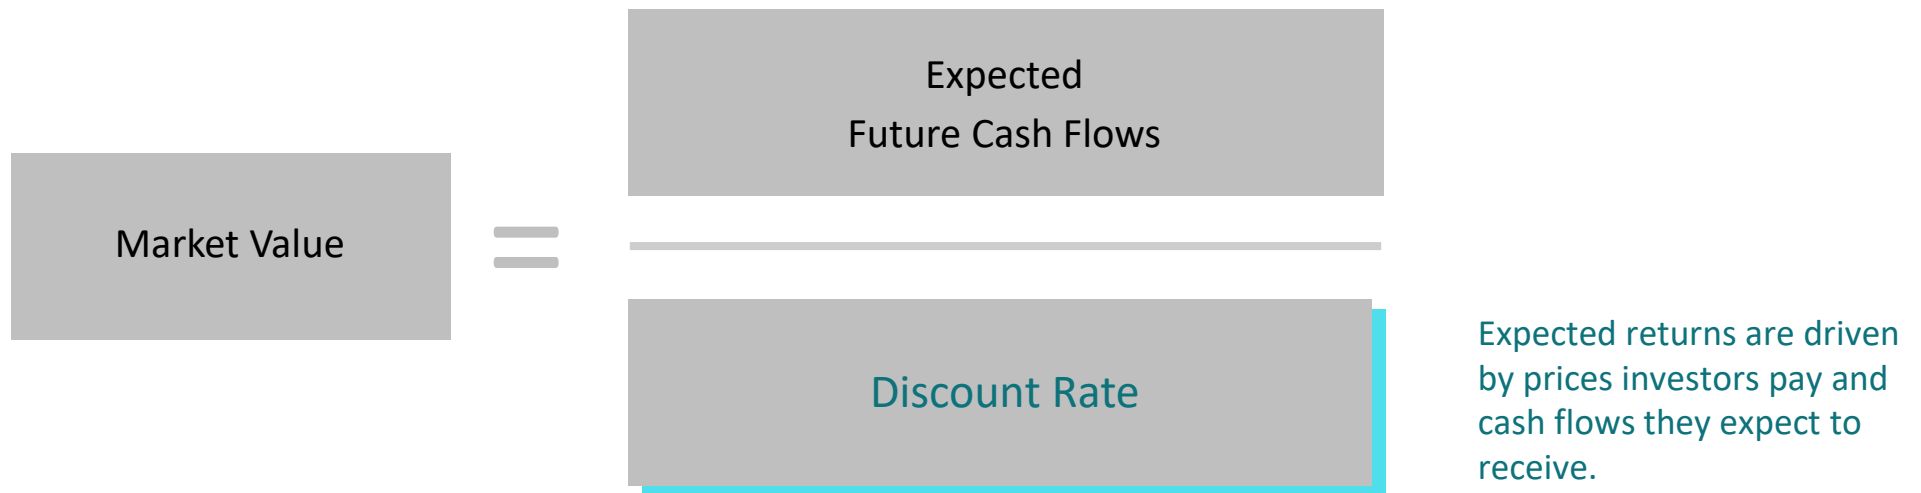 Market Value
=
Expected
Future Cash Flows
Discount Rate
Expected returns are driven
by prices investors pay and
cash flows they expect to
receive.